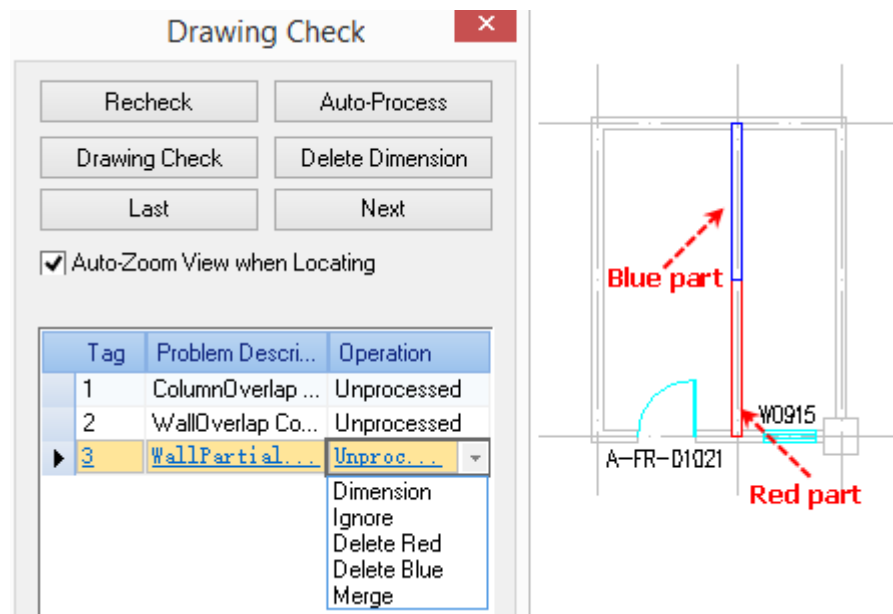 Drawing Check
Recheck
Auto-Process
Drawing Check
Delete Dimension
Last
Next
Auto-Zoom View when Locating
Tag Problem Descri... Operation
1 ColumnOverlap ... Unprocessed
2 WallOverlap Co... Unprocessed
3 WallPartial... Unproc...
Dimension
Ignore
Delete Red
Delete Blue
Merge
Blue part
W0915
A-FR-D1021
Red part